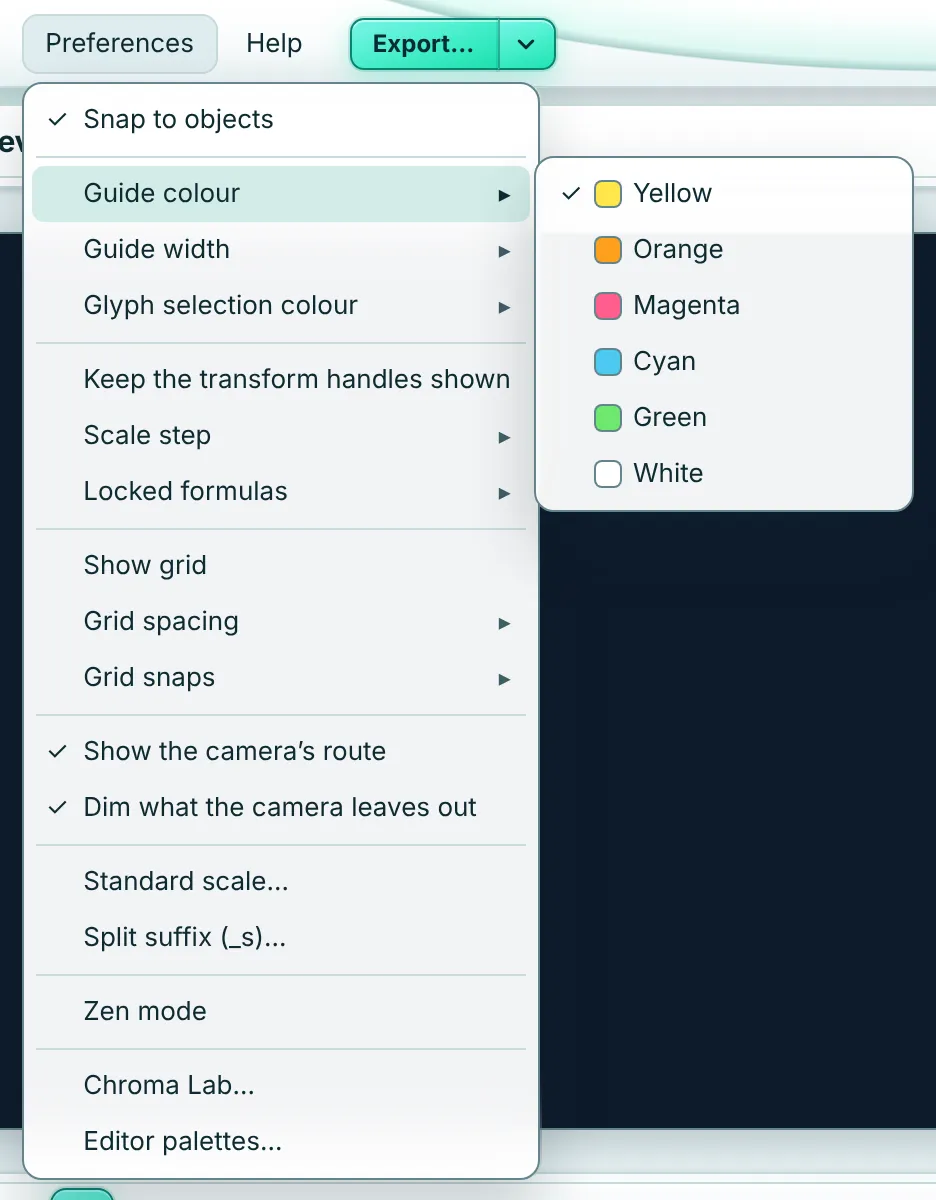 Preferences
Help
Export...
Snap to objects
Guide colour
Guide width
Glyph selection colour
Keep the transform handles shown
Scale step
Locked formulas
Show grid
Grid spacing
Grid snaps
Show the camera’s route
Dim what the camera leaves out
Standard scale...
Split suffix (_s)...
Zen mode
Chroma Lab...
Editor palettes...
Yellow
Orange
Magenta
Cyan
Green
White